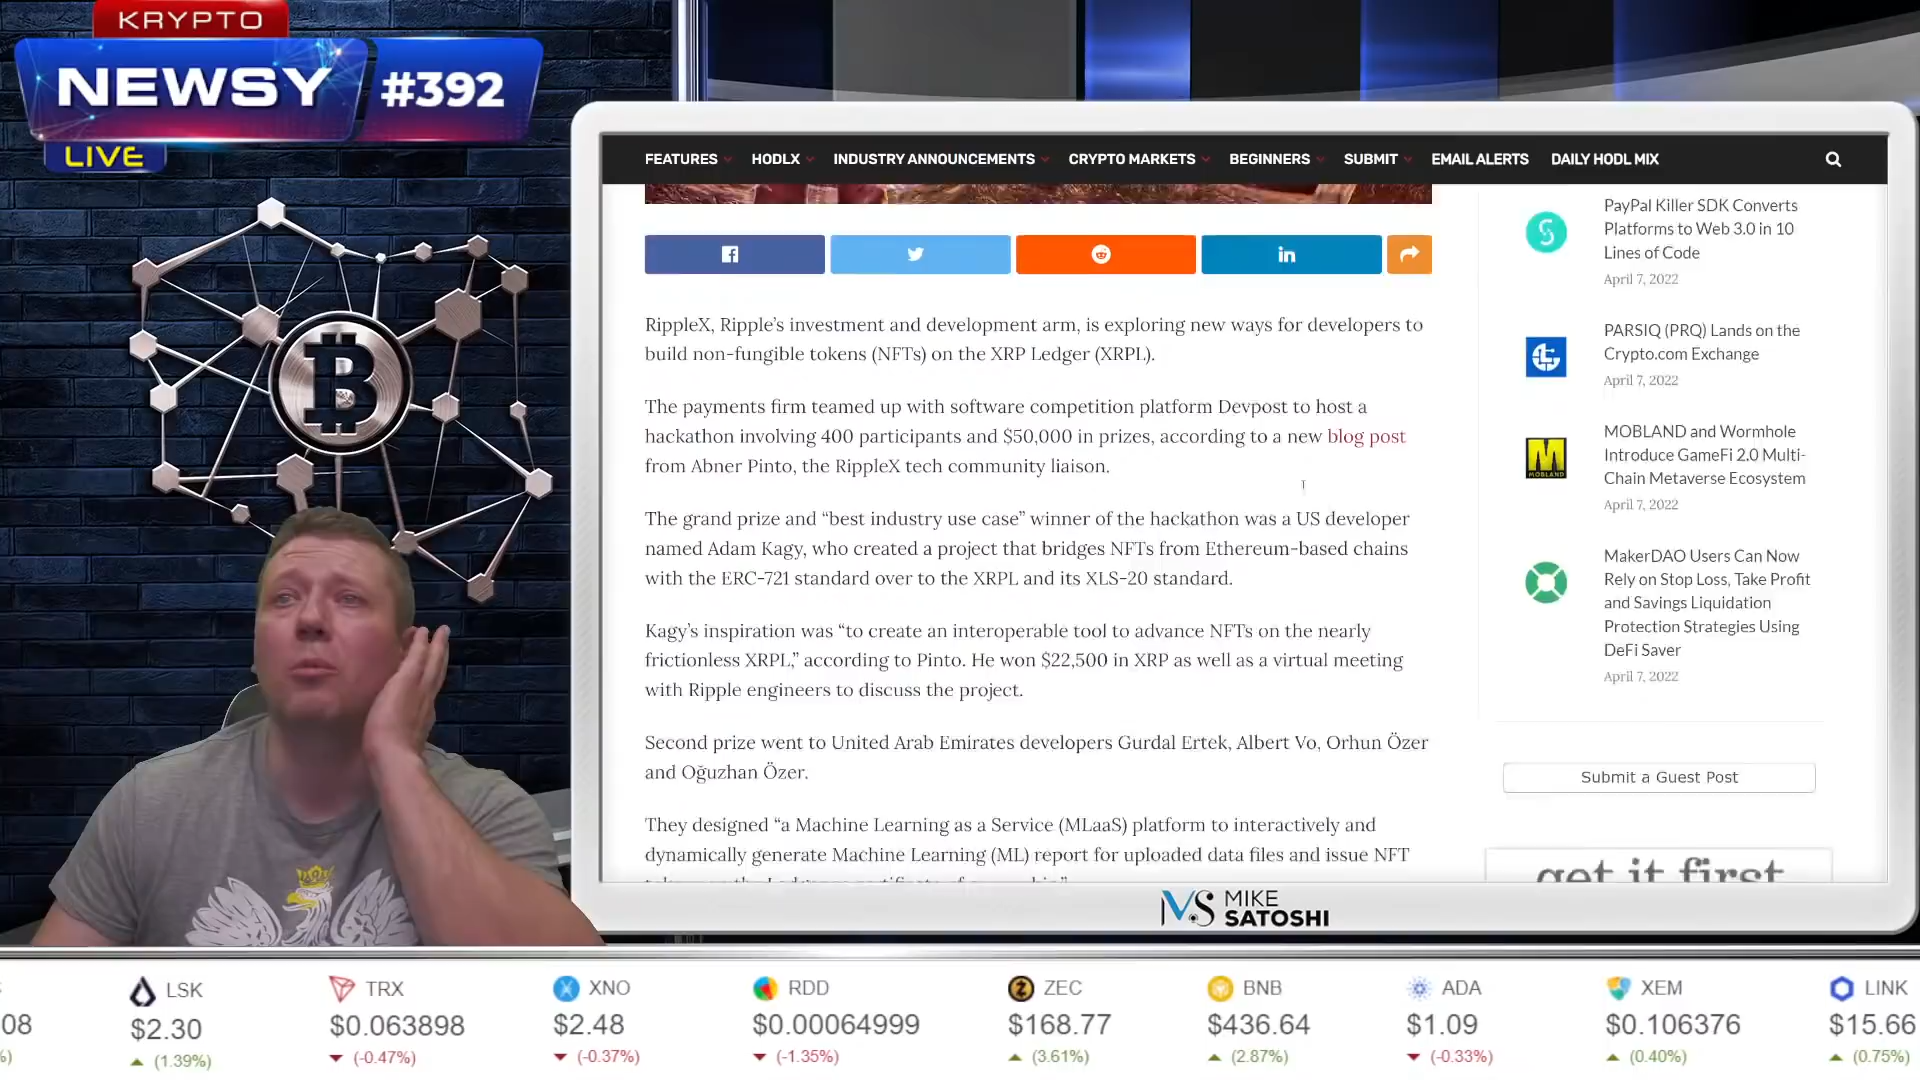 KRYPTO
NEWSY #392
LIVE
FEATURES HODLX INDUSTRY ANNOUNCEMENTS CRYPTO MARKETS BEGINNERS SUBMIT EMAIL ALERTS DAILY HODL MIX
RippleX, Ripple’s investment and development arm, is exploring new ways for developers to
build non-fungible tokens (NFTs) on the XRP Ledger (XRPL).
The payments firm teamed up with software competition platform Devpost to host a
hackathon involving 400 participants and $50,000 in prizes, according to a new blog post
from Abner Pinto, the RippleX tech community liaison.
The grand prize and “best industry use case” winner of the hackathon was a US developer
named Adam Kagy, who created a project that bridges NFTs from Ethereum-based chains
with the ERC-721 standard over to the XRPL and its XLS-20 standard.
Kagy’s inspiration was “to create an interoperable tool to advance NFTs on the nearly
frictionless XRPL,” according to Pinto. He won $22,500 in XRP as well as a virtual meeting
with Ripple engineers to discuss the project.
Second prize went to United Arab Emirates developers Gurdal Ertek, Albert Vo, Orhun Özer
and Oğuzhan Özer.
They designed “a Machine Learning as a Service (MLaaS) platform to interactively and
dynamically generate Machine Learning (ML) report for uploaded data files and issue NFT
PayPal Killer SDK Converts
Platforms to Web 3.0 in 10
Lines of Code
April 7, 2022
PARSIQ (PRQ) Lands on the
Crypto.com Exchange
April 7, 2022
MOBLAND and Wormhole
Introduce GameFi 2.0 Multi-
Chain Metaverse Ecosystem
April 7, 2022
MakerDAO Users Can Now
Rely on Stop Loss, Take Profit
and Savings Liquidation
Protection Strategies Using
DeFi Saver
April 7, 2022
Submit a Guest Post
get it first
MS MIKE
SATOSHI
LSK TRX XNO RDD ZEC BNB ADA XEM LINK
08 $2.30 $0.063898 $2.48 $0.00064999 $168.77 $436.64 $1.09 $0.106376 $15.66
%) (1.39%) (-0.47%) (-0.37%) (-1.35%) (3.61%) (2.87%) (-0.33%) (0.40%) (0.75%)